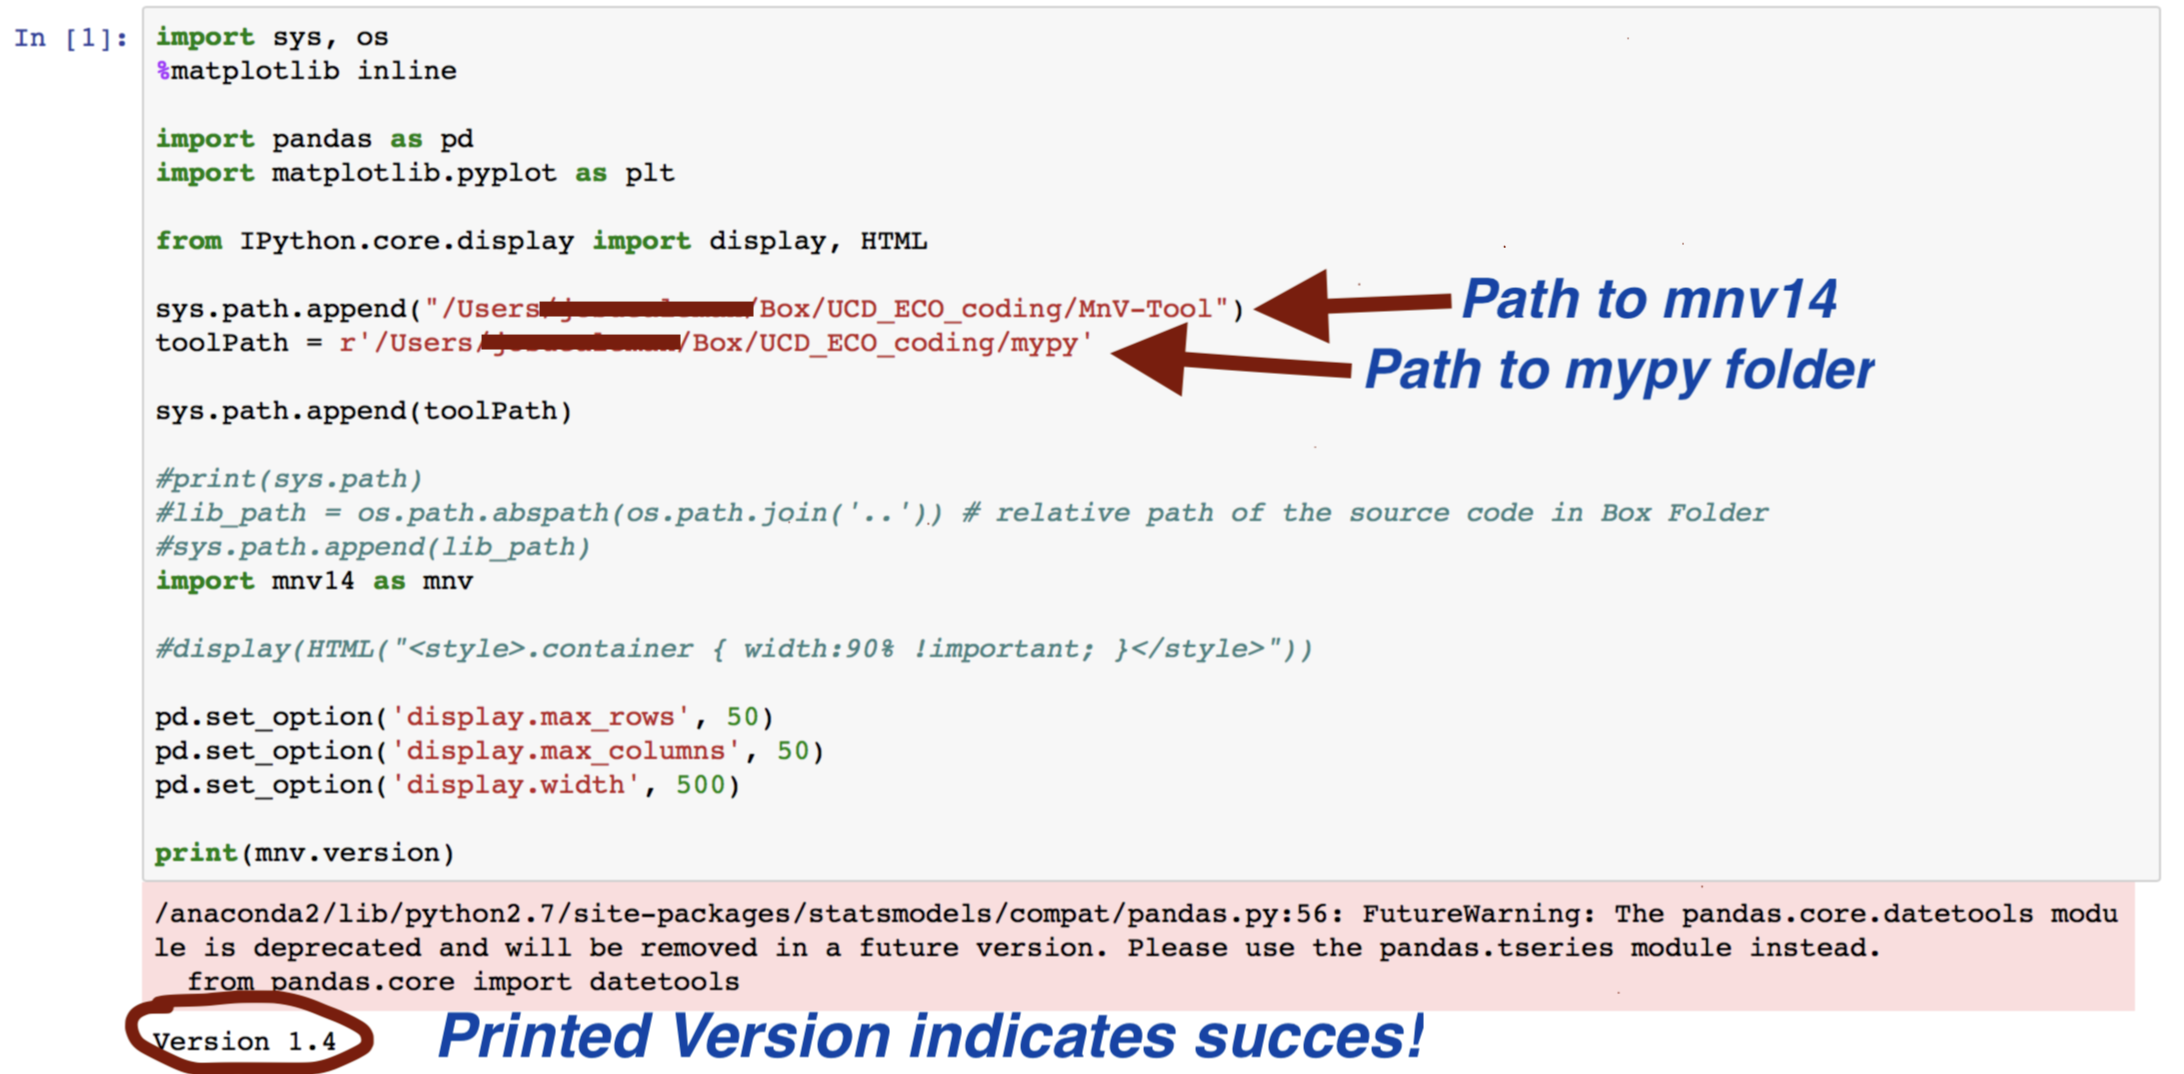 In [1]:
import sys, os
%matplotlib inline
import pandas as pd
import matplotlib.pyplot as plt
from IPython.core.display import display, HTML
sys.path.append("/Users/ /Box/UCD_ECO_coding/MnV-Tool")
Path to mnv14
toolPath = r'/Users/ /Box/UCD_ECO_coding/mypy'
Path to mypy folder
sys.path.append(toolPath)
#print(sys.path)
#lib_path = os.path.abspath(os.path.join('..')) # relative path of the source code in Box Folder
#sys.path.append(lib_path)
import mnv14 as mnv
#display(HTML("<style>.container { width:90% !important; }</style>"))
pd.set_option('display.max_rows', 50)
pd.set_option('display.max_columns', 50)
pd.set_option('display.width', 500)
print(mnv.version)
/anaconda2/lib/python2.7/site-packages/statsmodels/compat/pandas.py:56: FutureWarning: The pandas.core.datetools modu
le is deprecated and will be removed in a future version. Please use the pandas.tseries module instead.
from pandas.core import datetools
Version 1.4
Printed Version indicates succes!